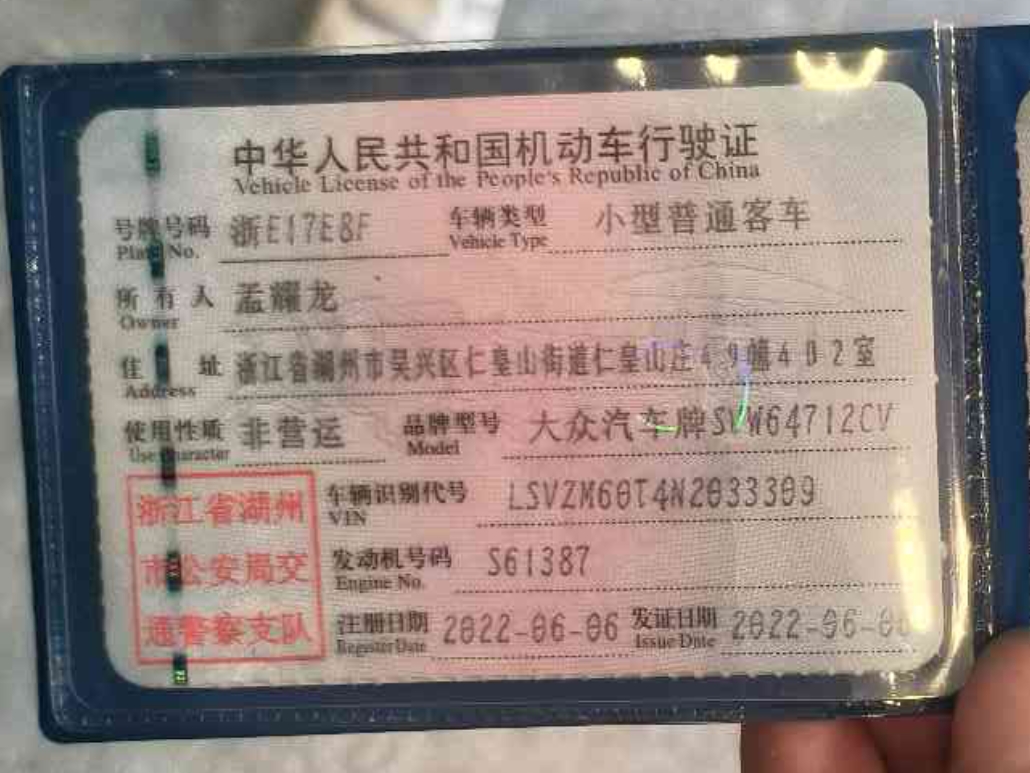 中华人民共和国机动车行驶证
Vehicle License of the People's Republic of China
号牌号码 浙E17E8F 车辆类型 小型普通客车
Plate No. Vehicle Type
所有人 孟耀龙
Owner
住址 浙江省湖州市吴兴区仁皇山街道仁皇山庄49幢402室
Address
使用性质 非营运 品牌型号 大众汽车牌SVW64712CV
Use Character Model
浙江省湖州
市公安局交
通警察支队
车辆识别代号 LSVZM60T4N2033309
VIN
发动机号码 S61387
Engine No.
注册日期 2022-06-06 发证日期 2022-06-06
Register Date Issue Date